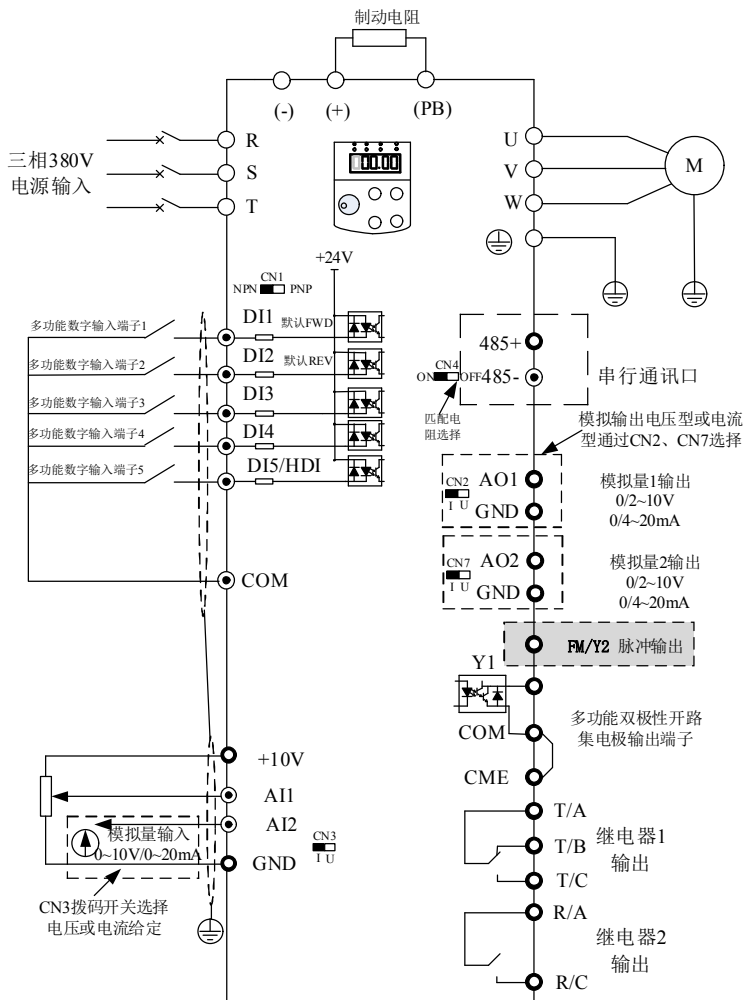 制动电阻
(-)
(+)
(PB)
R
S
T
三相380V
电源输入
00.00
U
V
W
M
+24V
CN1
NPN PNP
多功能数字输入端子1
DI1 默认FWD
多功能数字输入端子2
DI2 默认REV
多功能数字输入端子3
DI3
多功能数字输入端子4
DI4
多功能数字输入端子5
DI5/HDI
COM
485+
CN4
ON OFF
485-
串行通讯口
匹配电
阻选择
模拟输出电压型或电流
型通过CN2、CN7选择
CN2
I U
AO1
GND
模拟量1输出
0/2~10V
0/4~20mA
CN7
I U
AO2
GND
模拟量2输出
0/2~10V
0/4~20mA
FM/Y2 脉冲输出
Y1
COM
CME
多功能双极性开路
集电极输出端子
+10V
AI1
AI2
GND
CN3
I U
模拟量输入
0~10V/0~20mA
CN3拨码开关选择
电压或电流给定
T/A
T/B
T/C
继电器1
输出
R/A
R/C
继电器2
输出